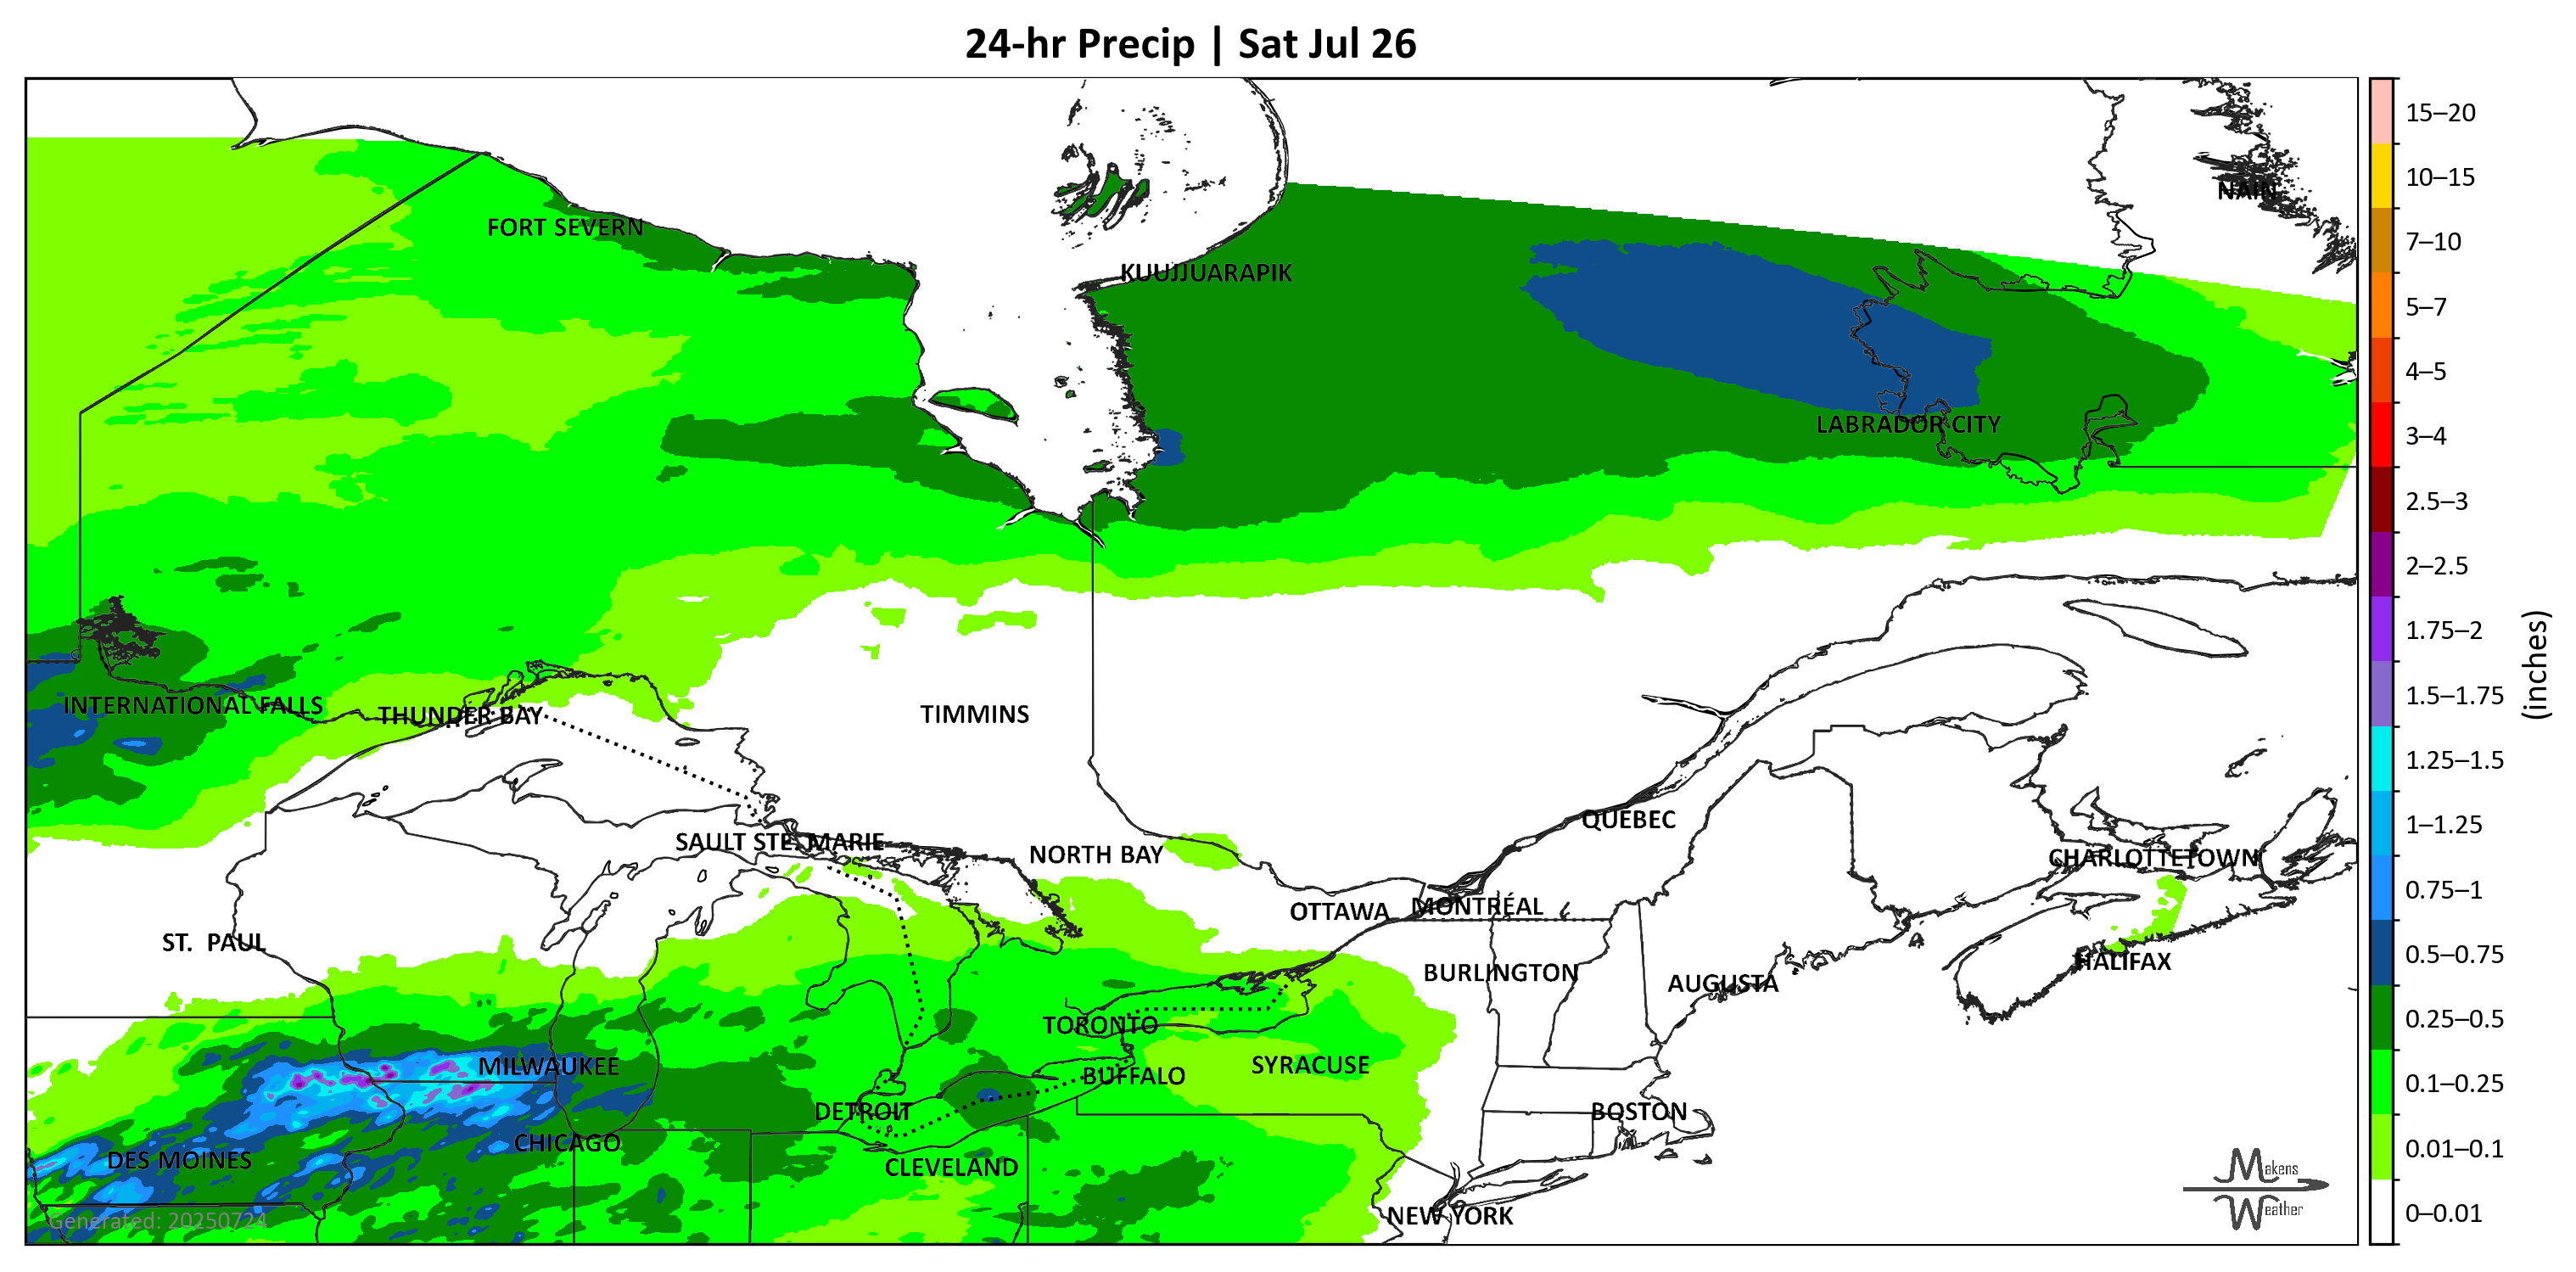 24-hr Precip | Sat Jul 26
15–20
10–15
7–10
5–7
4–5
3–4
2.5–3
2–2.5
1.75–2
1.5–1.75
1.25–1.5
1–1.25
0.75–1
0.5–0.75
0.25–0.5
0.1–0.25
0.01–0.1
0–0.01
(inches)
NAIN
FORT SEVERN
KUUJJUARAPIK
LABRADOR CITY
INTERNATIONAL FALLS
THUNDER BAY
TIMMINS
QUEBEC
SAULT STE. MARIE
NORTH BAY
CHARLOTTETOWN
OTTAWA
MONTRÉAL
ST. PAUL
HALIFAX
BURLINGTON
AUGUSTA
TORONTO
MILWAUKEE
SYRACUSE
BUFFALO
DETROIT
BOSTON
CHICAGO
DES MOINES
CLEVELAND
NEW YORK
Generated: 20250724
Makens
Weather